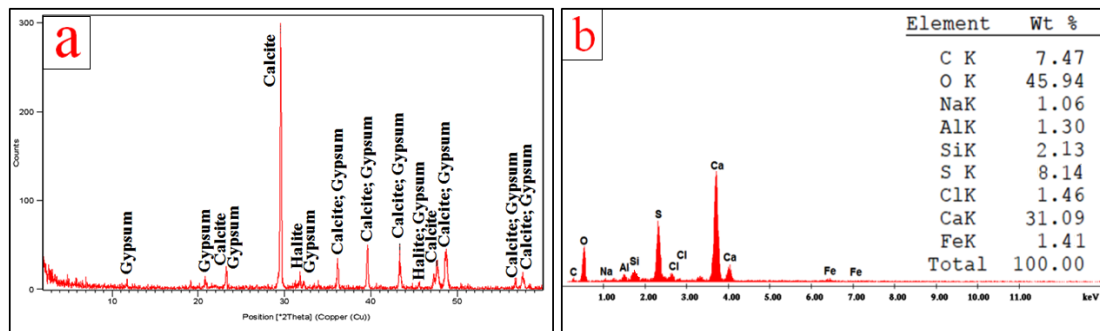 a
Counts
300
200
100
0
10
20
30
40
50
Position [*2Theta] (Copper (Cu))
Gypsum
Gypsum
Calcite
Gypsum
Calcite
Halite
Gypsum
Calcite; Gypsum
Calcite; Gypsum
Calcite; Gypsum
Halite; Gypsum
Calcite
Calcite; Gypsum
Calcite; Gypsum
Calcite; Gypsum
b
C
O
Na
Al
Si
S
Cl
Cl
Ca
Ca
Fe
Fe
1.00 2.00 3.00 4.00 5.00 6.00 7.00 8.00 9.00 10.00 11.00
keV
Element Wt %
C K 7.47
O K 45.94
NaK 1.06
AlK 1.30
SiK 2.13
S K 8.14
ClK 1.46
CaK 31.09
FeK 1.41
Total 100.00